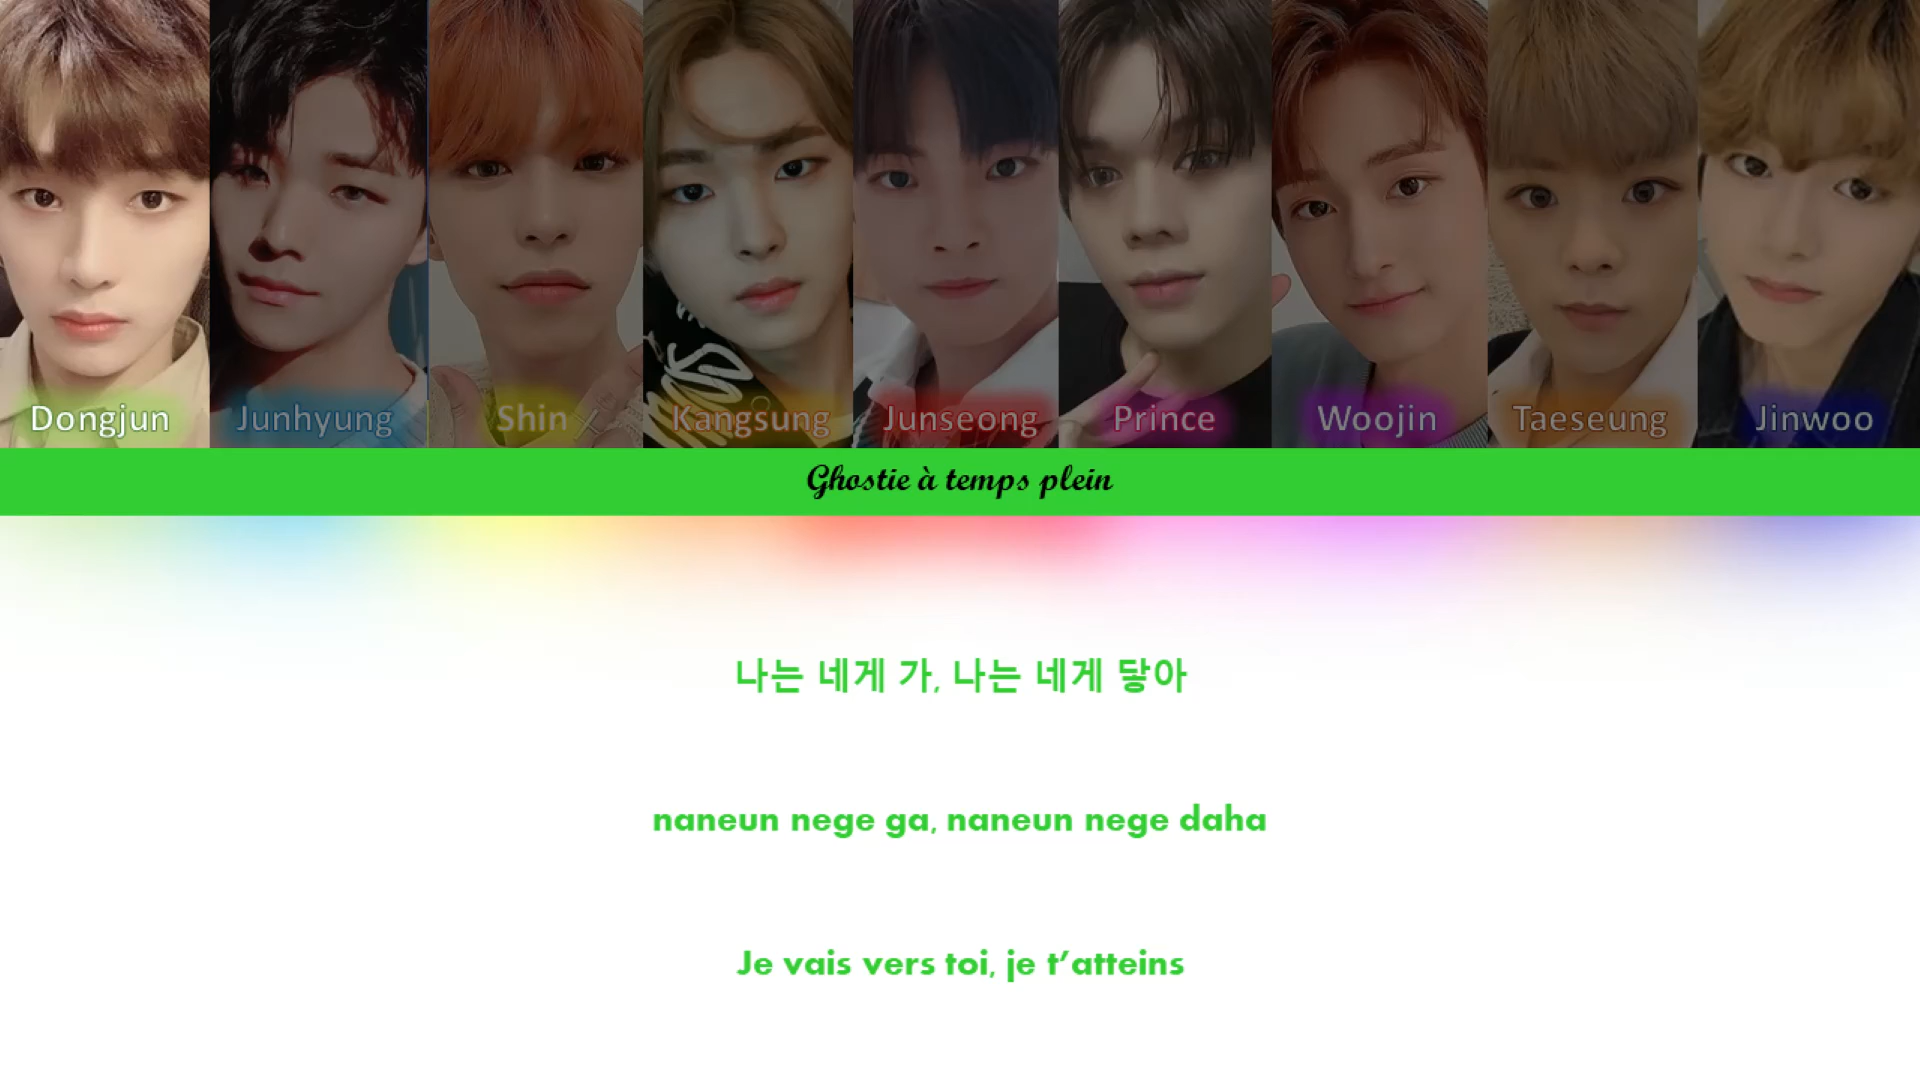 Dongjun Junhyung Shin Kangsung Junseong Prince Woojin Taeseung Jinwoo
Ghostie à temps plein
나는 네게 가, 나는 네게 닿아
naneun nege ga, naneun nege daha
Je vais vers toi, je t'atteins